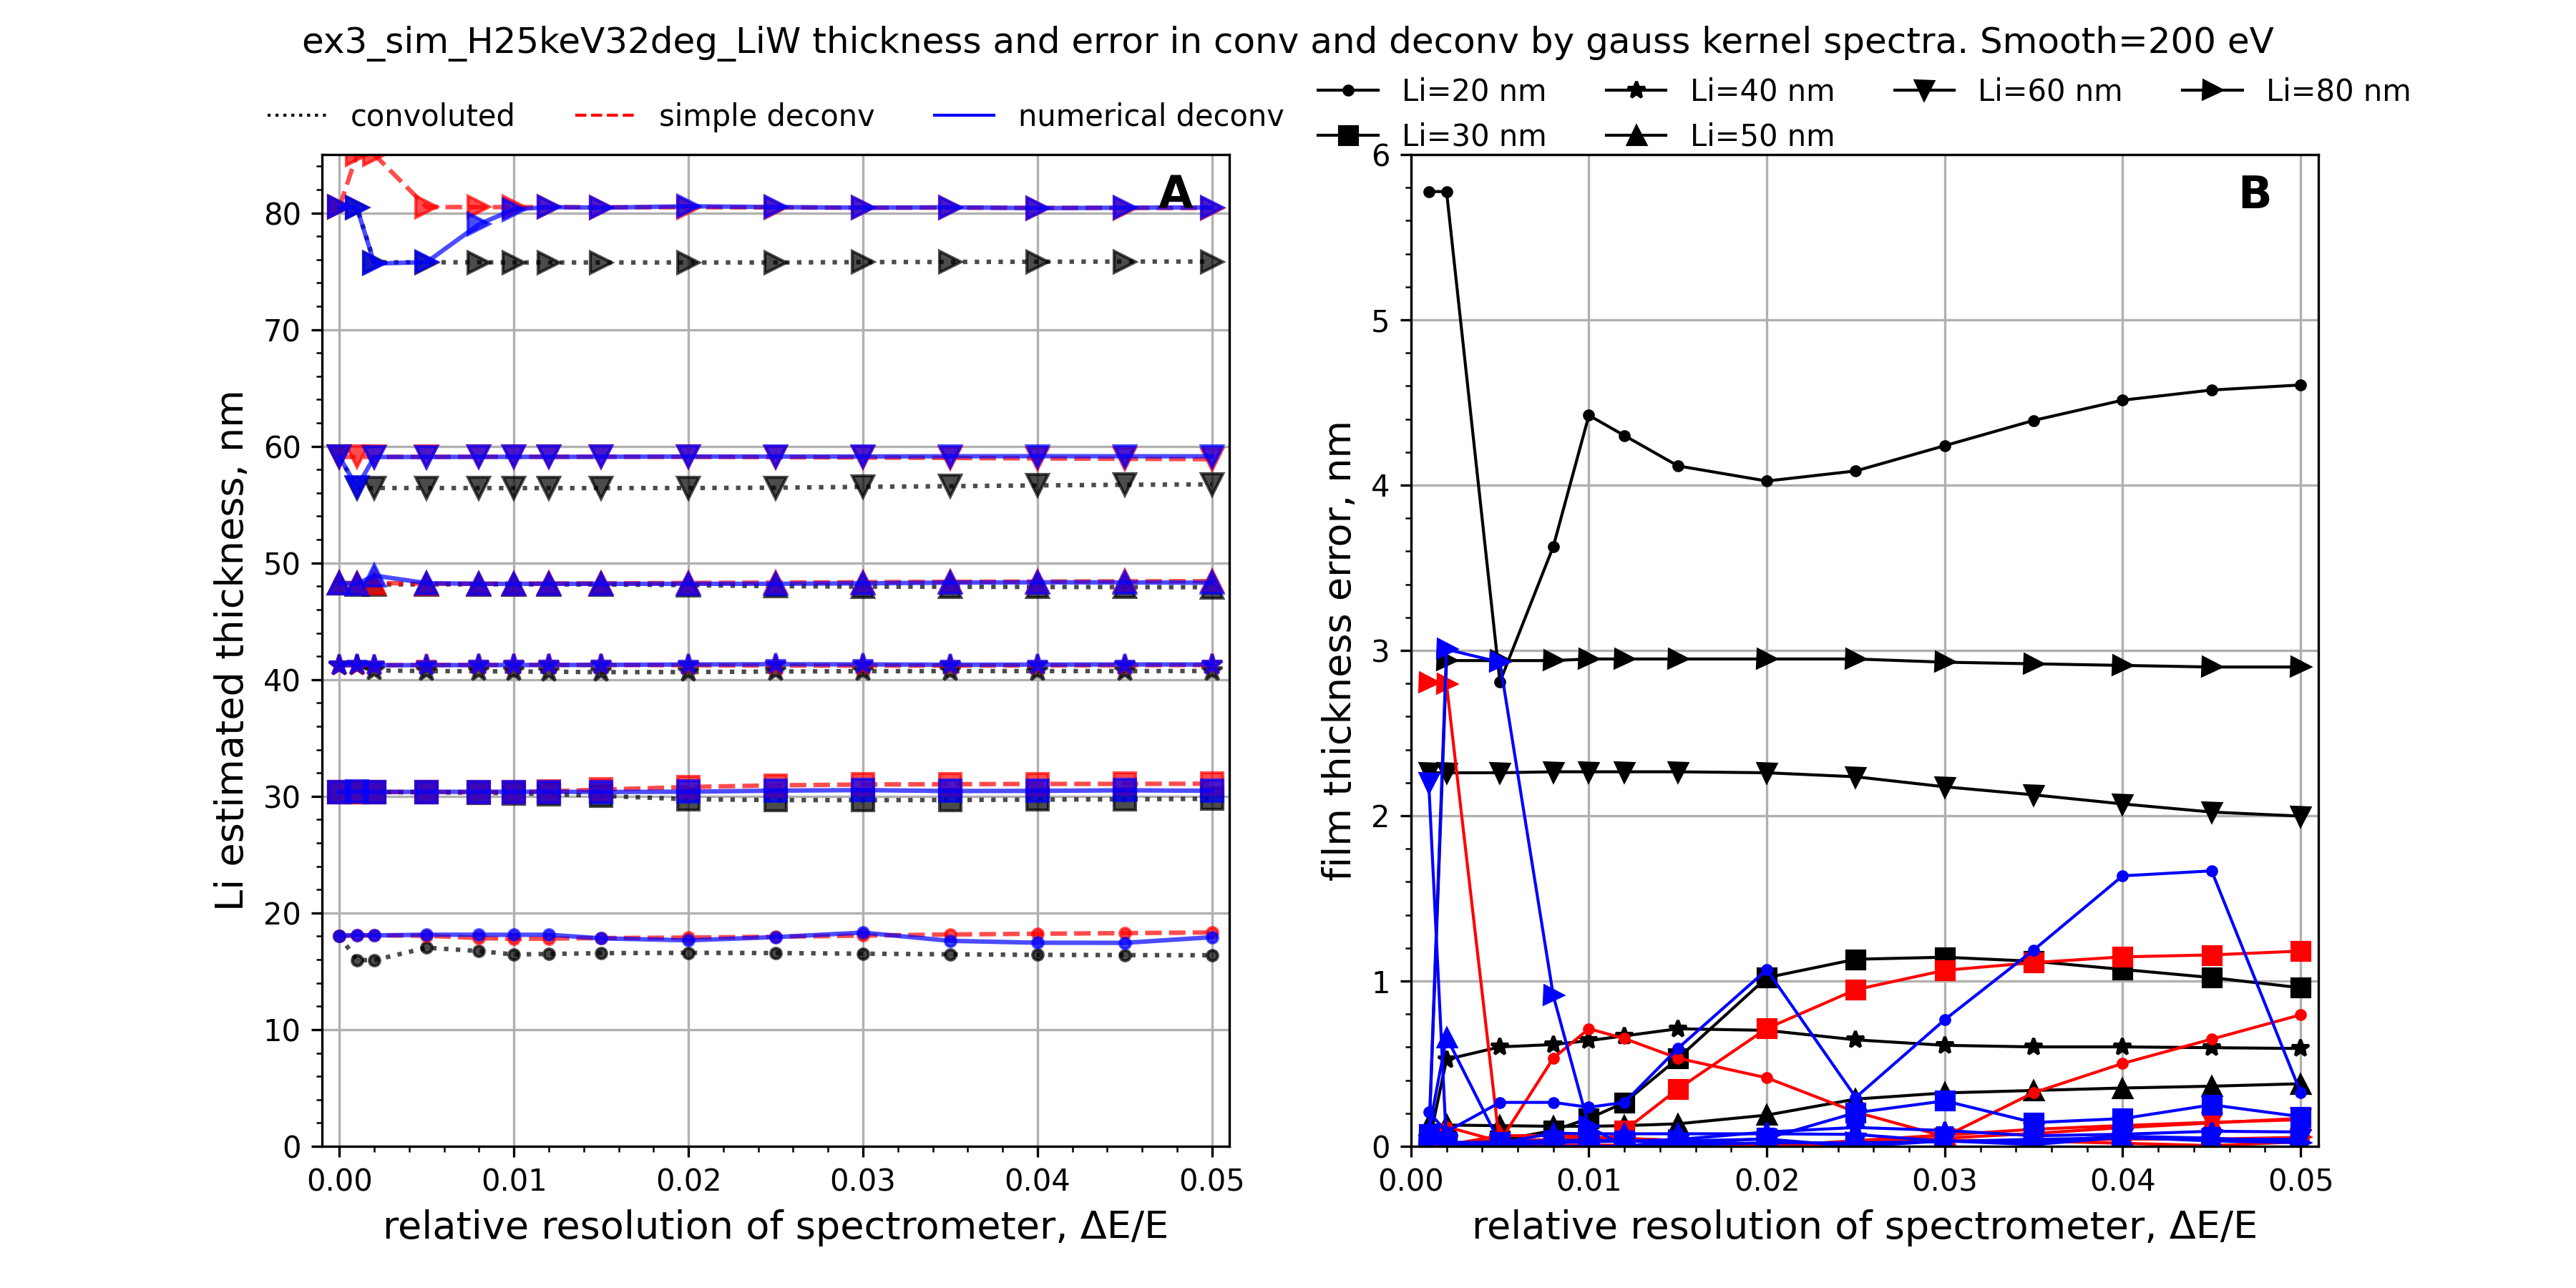 ex3_sim_H25keV32deg_LiW thickness and error in conv and deconv by gauss kernel spectra. Smooth=200 eV
convoluted simple deconv numerical deconv
Li=20 nm Li=40 nm Li=60 nm Li=80 nm
Li=30 nm Li=50 nm
A
80
70
60
50
40
30
20
10
0
Li estimated thickness, nm
0.00 0.01 0.02 0.03 0.04 0.05
relative resolution of spectrometer, ΔE/E
B
6
5
4
3
2
1
0
film thickness error, nm
0.00 0.01 0.02 0.03 0.04 0.05
relative resolution of spectrometer, ΔE/E